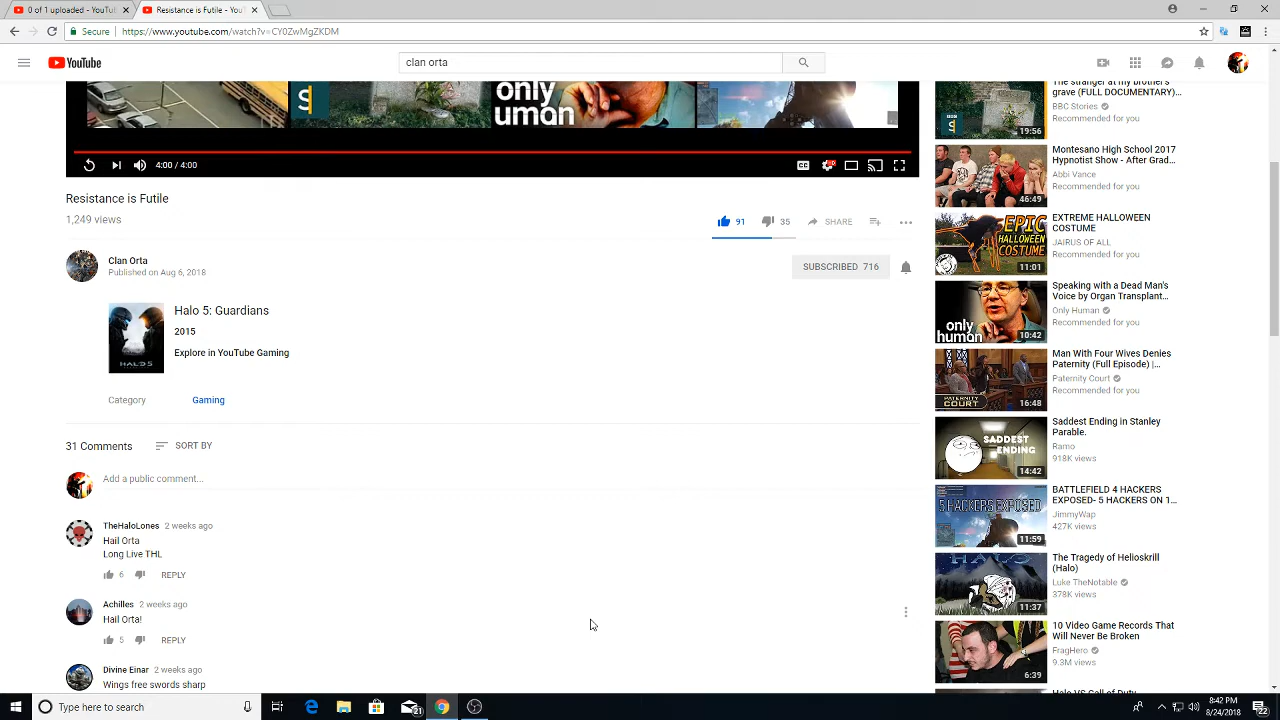 0 of 1 uploaded - YouTu
Resistance is Futile - You
Secure
https://www.youtube.com/watch?v=CY0ZwMgZKDM
YouTube
clan orta
only
uman
4:00 / 4:00
CC
HD
Resistance is Futile
1,249 views
91
35
SHARE
Clan Orta
Published on Aug 6, 2018
SUBSCRIBED 716
Halo 5: Guardians
2015
Explore in YouTube Gaming
HALO 5
Category
Gaming
31 Comments
SORT BY
Add a public comment...
TheHaloLones 2 weeks ago
Hail Orta
Long Live THL
6
REPLY
Achilles 2 weeks ago
Hail Orta!
5
REPLY
Divine Einar 2 weeks ago
Wings free swords sharp
The stranger at my brother's
grave (FULL DOCUMENTARY)...
BBC Stories
Recommended for you
19:56
Montesano High School 2017
Hypnotist Show - After Grad...
Abbi Vance
Recommended for you
46:49
EXTREME HALLOWEEN
COSTUME
JAIRUS OF ALL
Recommended for you
EPIC
HALLOWEEN
COSTUME
11:01
Speaking with a Dead Man's
Voice by Organ Transplant...
Only Human
Recommended for you
only
human
10:42
Man With Four Wives Denies
Paternity (Full Episode) |...
Paternity Court
Recommended for you
PATERNITY
COURT
16:48
Saddest Ending in Stanley
Parable.
Ramo
918K views
SADDEST
ENDING
14:42
BATTLEFIELD 4 HACKERS
EXPOSED- 5 HACKERS ON 1...
JimmyWap
427K views
5 HACKERS EXPOSED
11:59
The Tragedy of Helioskrill
(Halo)
Luke TheNotable
378K views
HALO
11:37
10 Video Game Records That
Will Never Be Broken
FragHero
9.3M views
6:39
Halo VS Call of Duty
Type here to search
8:42 PM
8/24/2018
22